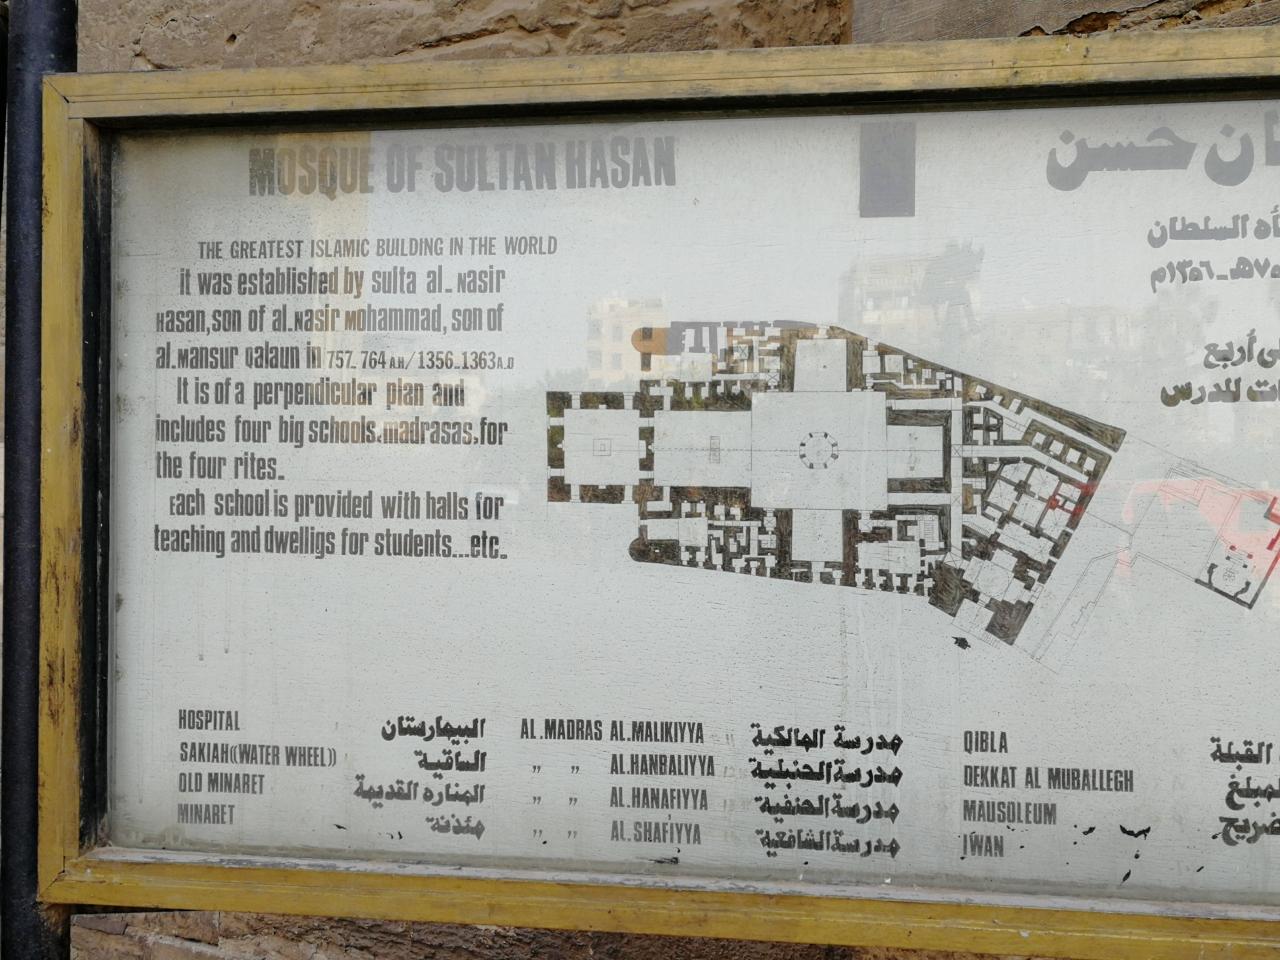 MOSQUE OF SULTAN HASAN
THE GREATEST ISLAMIC BUILDING IN THE WORLD
it was established by sulta al_Nasir
Hasan,son of al.Nasir Mohammad, son of
al.Mansur Qalaun in 757_764 A.H/1356_1363A.D
It is of a perpendicular plan and
includes four big schools.madrasas.for
the four rites..
Each school is provided with halls for
teaching and dwelligs for students...etc..
ان حسن
أه السلطان
٧٥هـ_١٣٥٦م
أربع
للدرس
HOSPITAL البيمارستان
SAKIAH((WATER WHEEL)) الساقية
OLD MINARET المناره القديمة
MINARET مئذنة
AL.MADRAS AL.MALIKIYYA مدرسة المالكية
,, ,, AL.HANBALIYYA مدرسة الحنبلية
,, ,, AL.HANAFIYYA مدرسة الحنفية
,, ,, AL.SHAFIYYA مدرسة الشافعية
QIBLA القبلة
DEKKAT AL MUBALLEGH مبلغ
MAUSOLEUM ضريح
IWAN